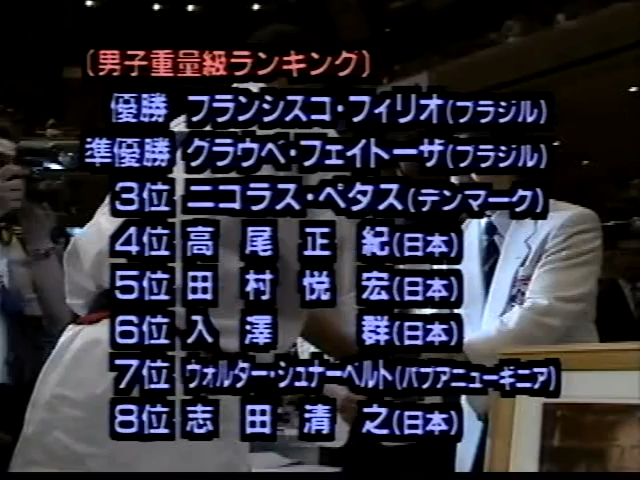 〔男子重量級ランキング〕
優勝 フランシスコ・フィリオ(ブラジル)
準優勝 グラウベ・フェイトーザ(ブラジル)
3位 ニコラス・ペタス(デンマーク)
4位 高尾正紀(日本)
5位 田村悦宏(日本)
6位 入澤群(日本)
7位 ウォルター・シュナーベルト(パプアニューギニア)
8位 志田清之(日本)